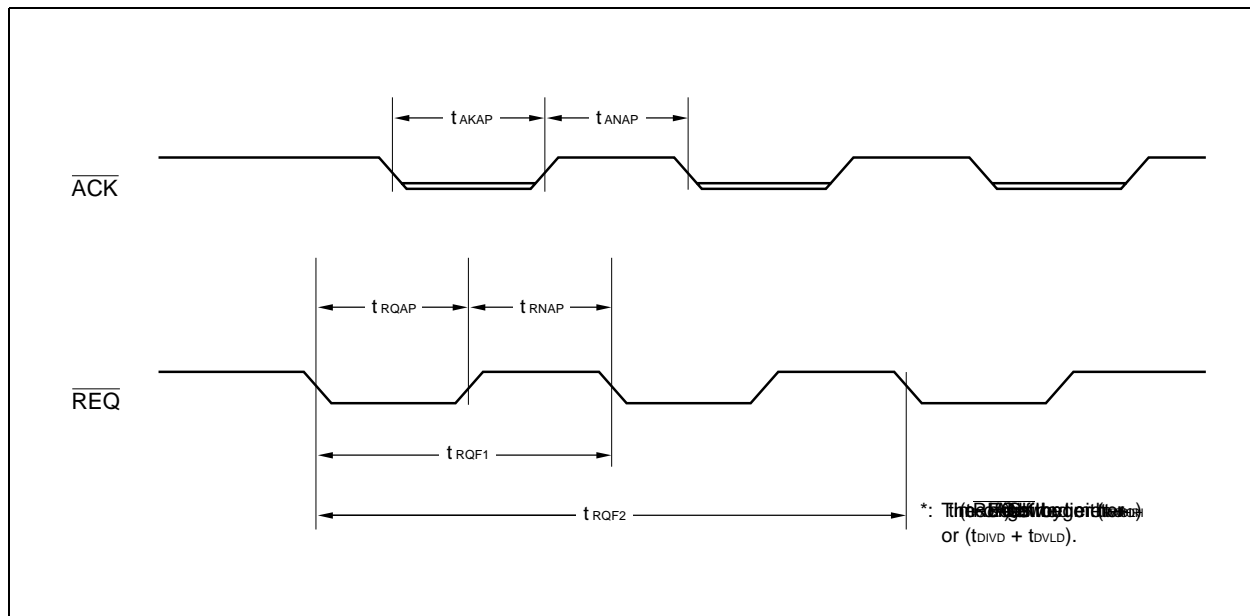 t AKAP
t ANAP
ACK
t RQAP
t RNAP
REQ
t RQF1
t RQF2
*:
or (tDIVD + tDVLD).